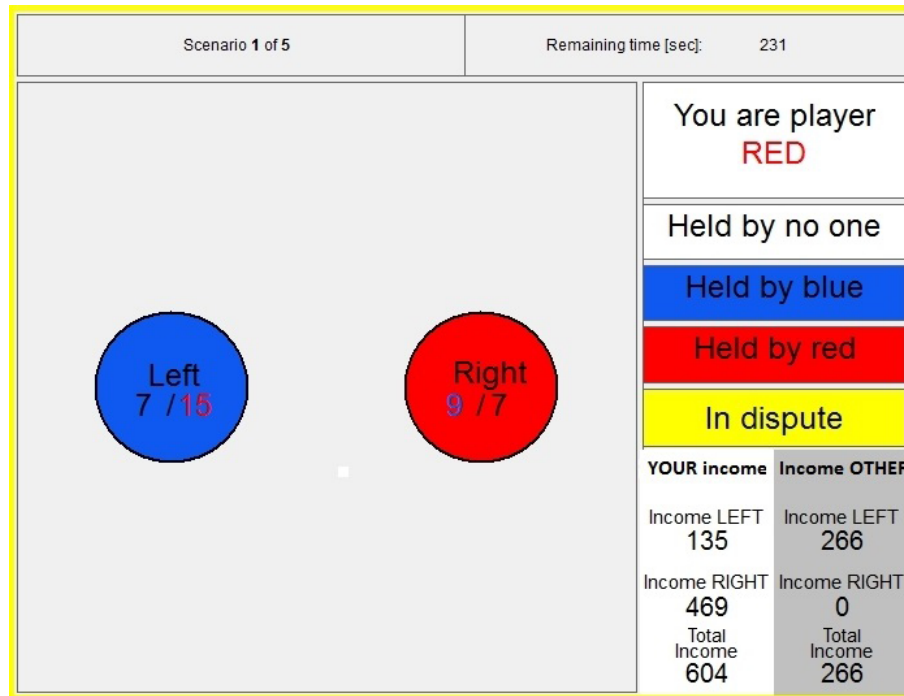 Scenario 1 of 5
Remaining time [sec]: 231
You are player
RED
Held by no one
Held by blue
Held by red
In dispute
Left
7 /15
Right
9 / 7
YOUR income Income OTHER
Income LEFT Income LEFT
135 266
Income RIGHT Income RIGHT
469 0
Total Total
Income Income
604 266